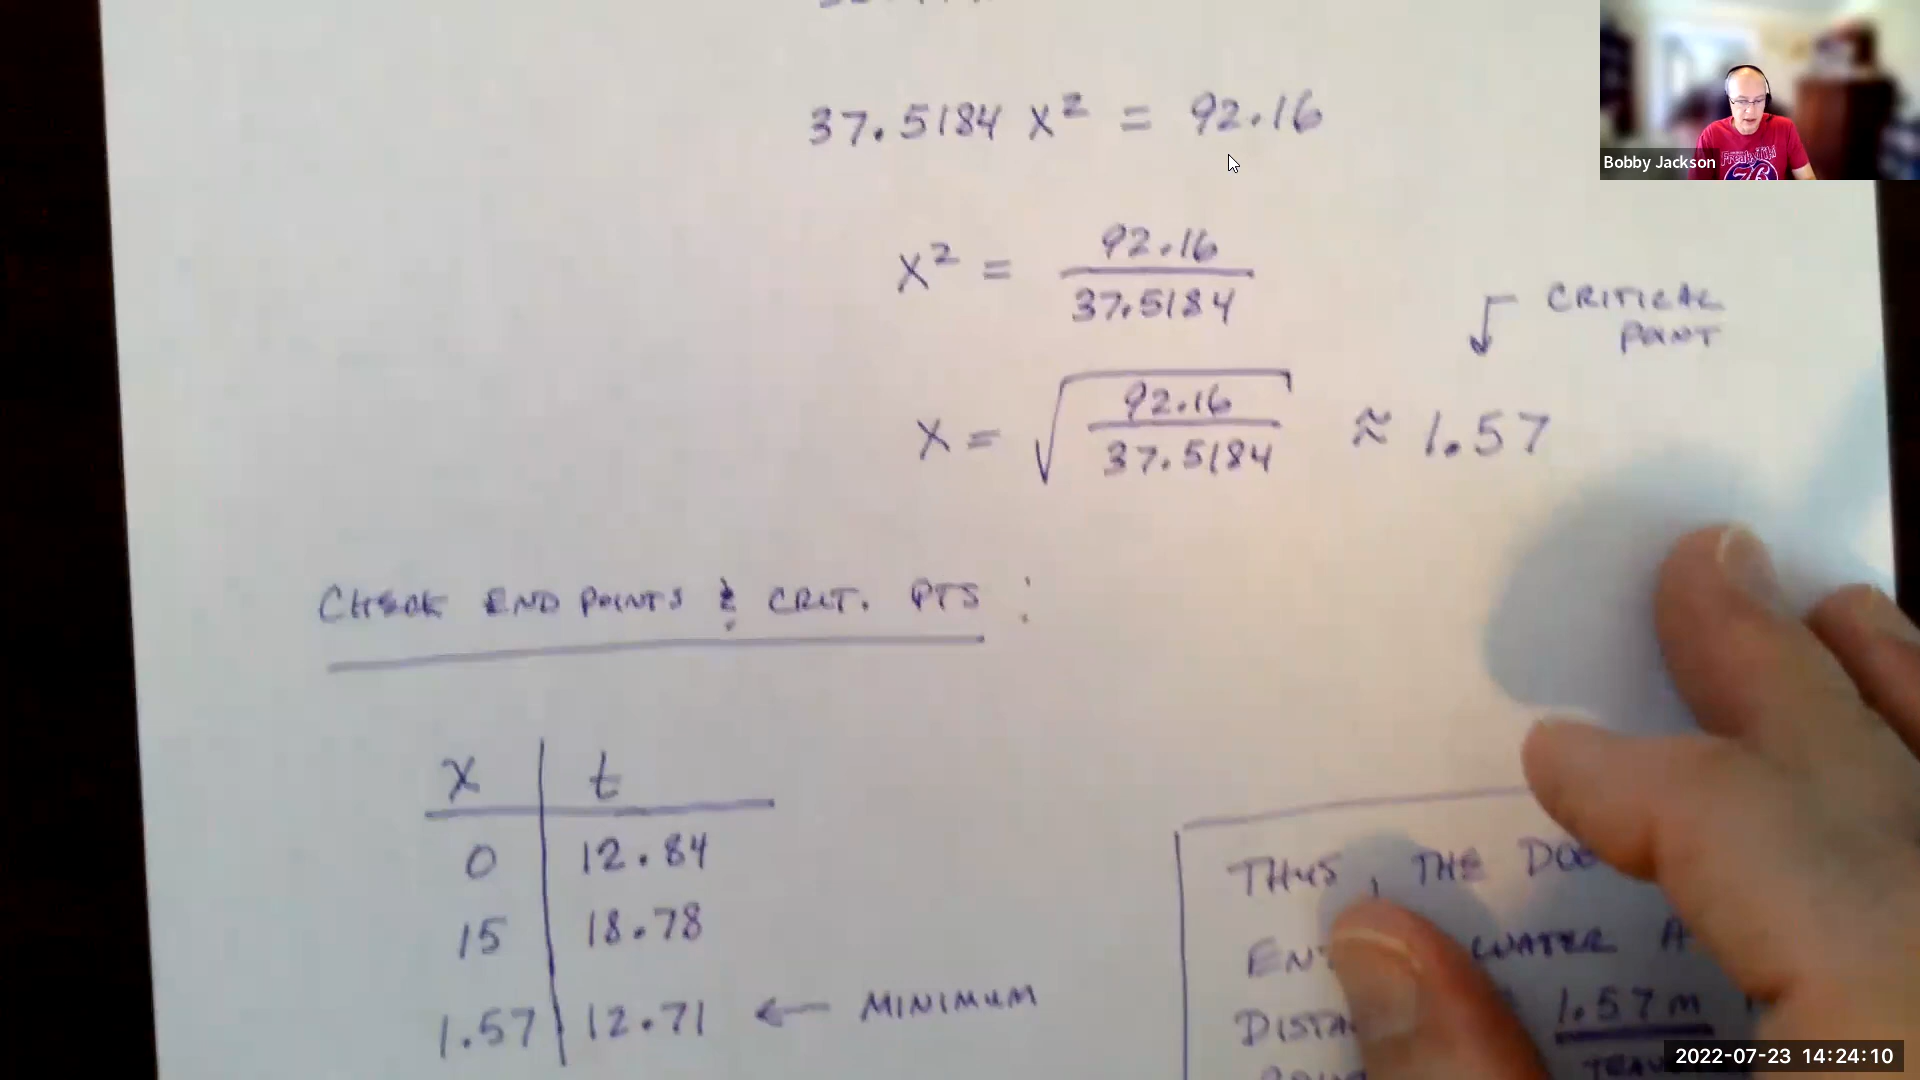 37.5184 x² = 92.16
x² = 92.16 / 37.5184
CRITICAL
POINT
x = √(92.16 / 37.5184) ≈ 1.57
CHECK END POINTS & CRIT. PTS :
x t
0 12.84
15 18.78
1.57 12.71 ← MINIMUM
THUS, THE
WATER
1.57 m
Bobby Jackson
76
2022-07-23 14:24:10